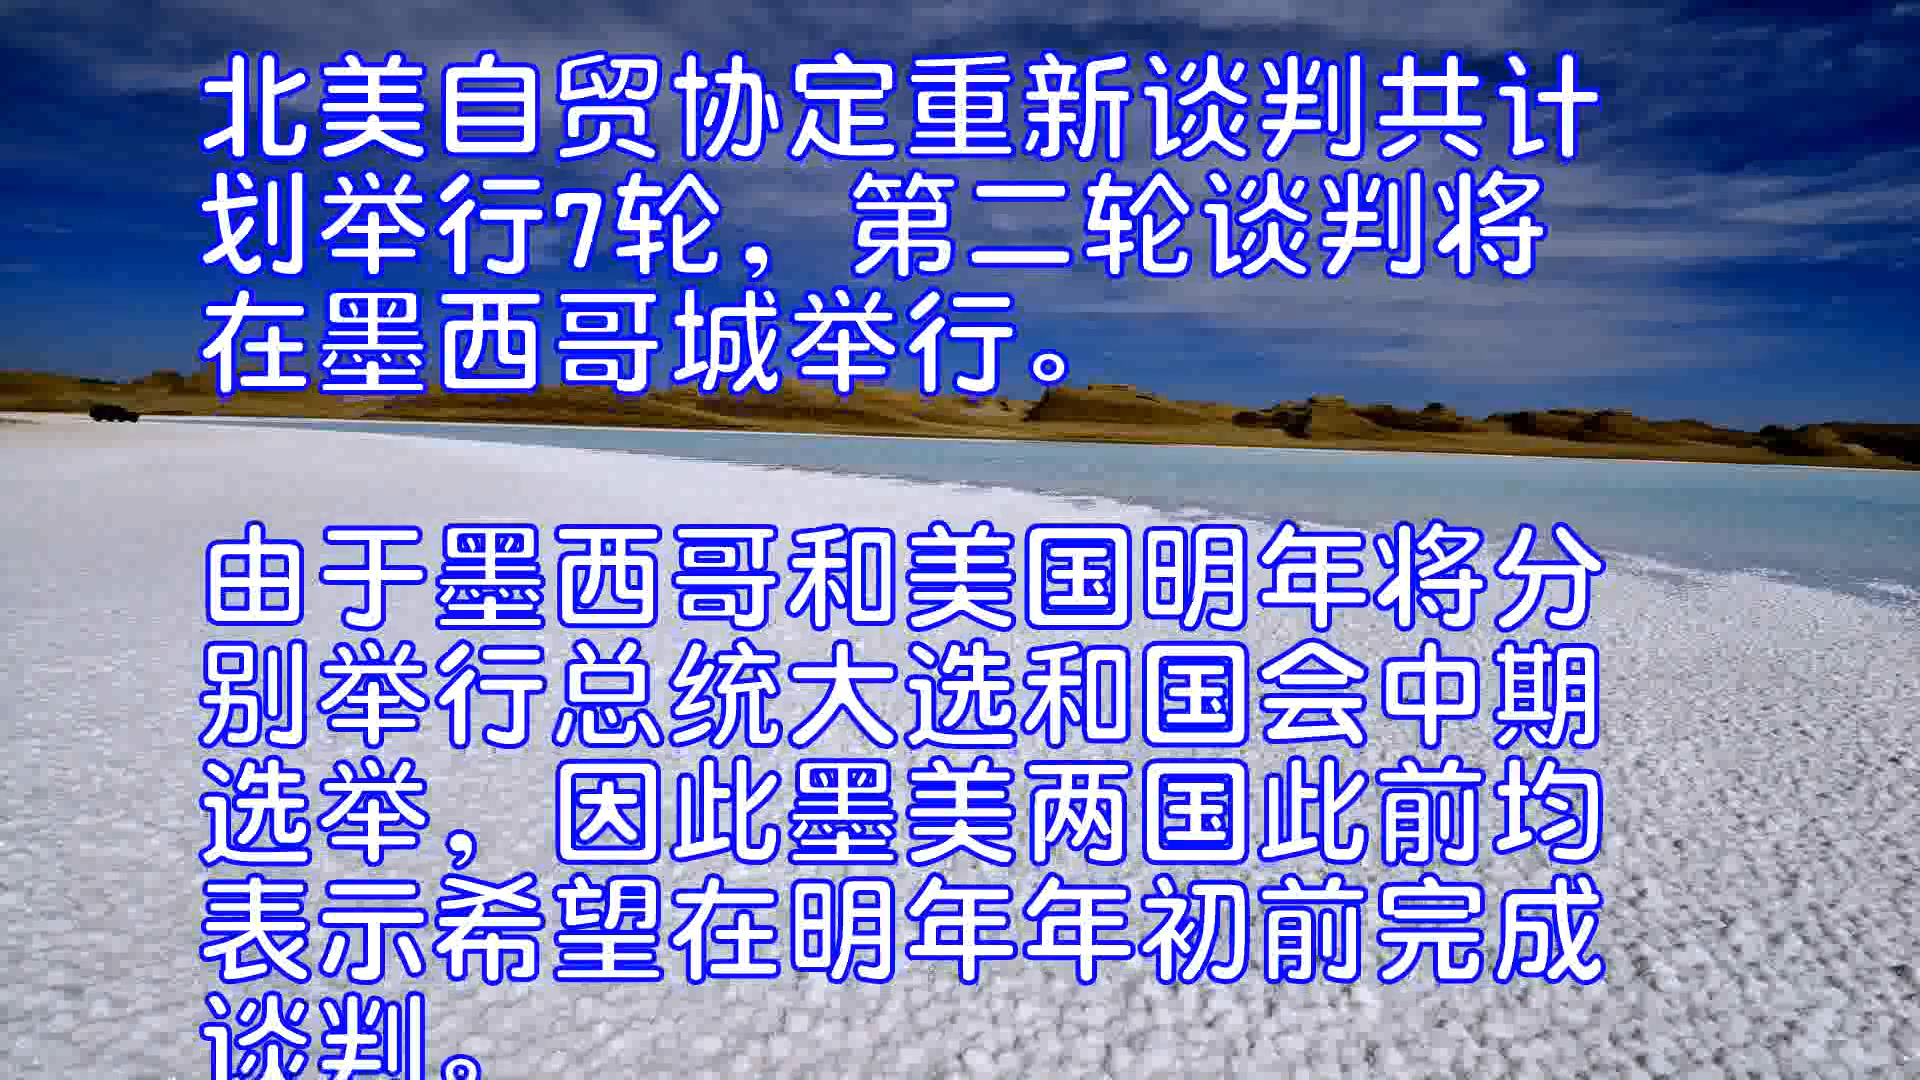 北美自贸协定重新谈判共计
划举行7轮，第二轮谈判将
在墨西哥城举行。
由于墨西哥和美国明年将分
别举行总统大选和国会中期
选举，因此墨美两国此前均
表示希望在明年年初前完成
谈判。